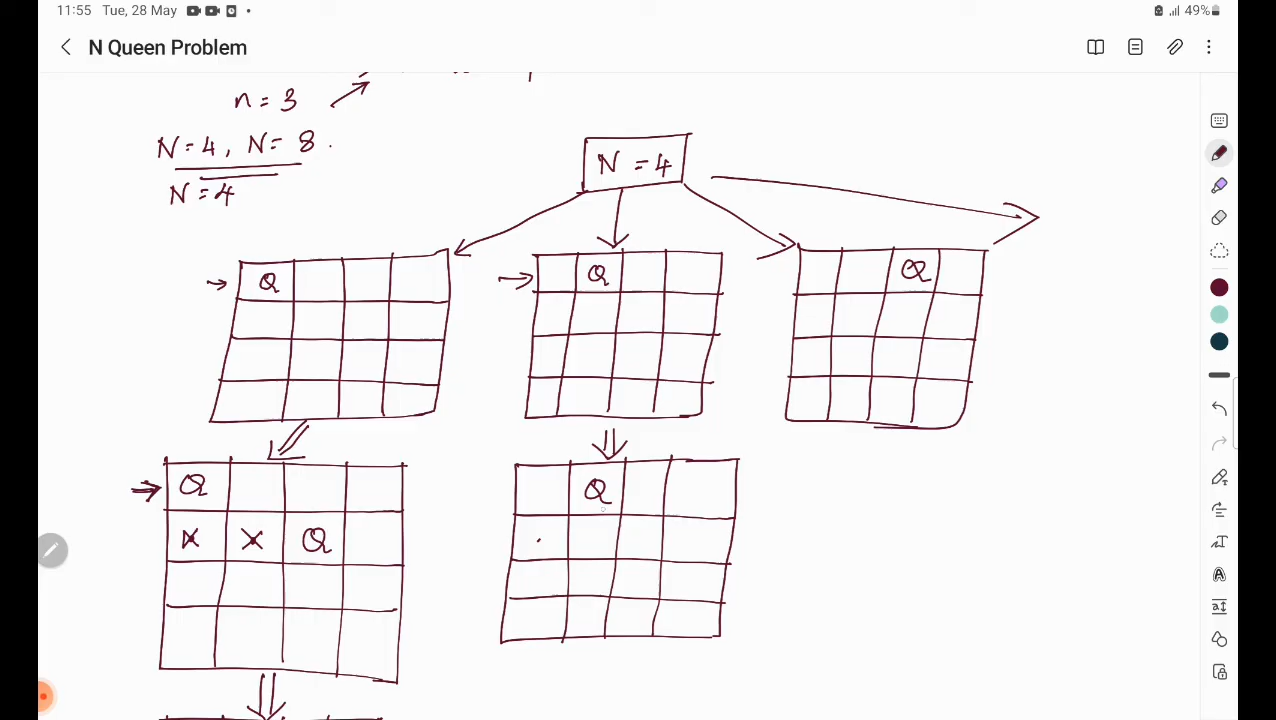 11:55 Tue, 28 May
49%
N Queen Problem
n = 3
N = 4, N = 8.
N = 4
N = 4
Q
Q
Q
Q
x x Q
Q